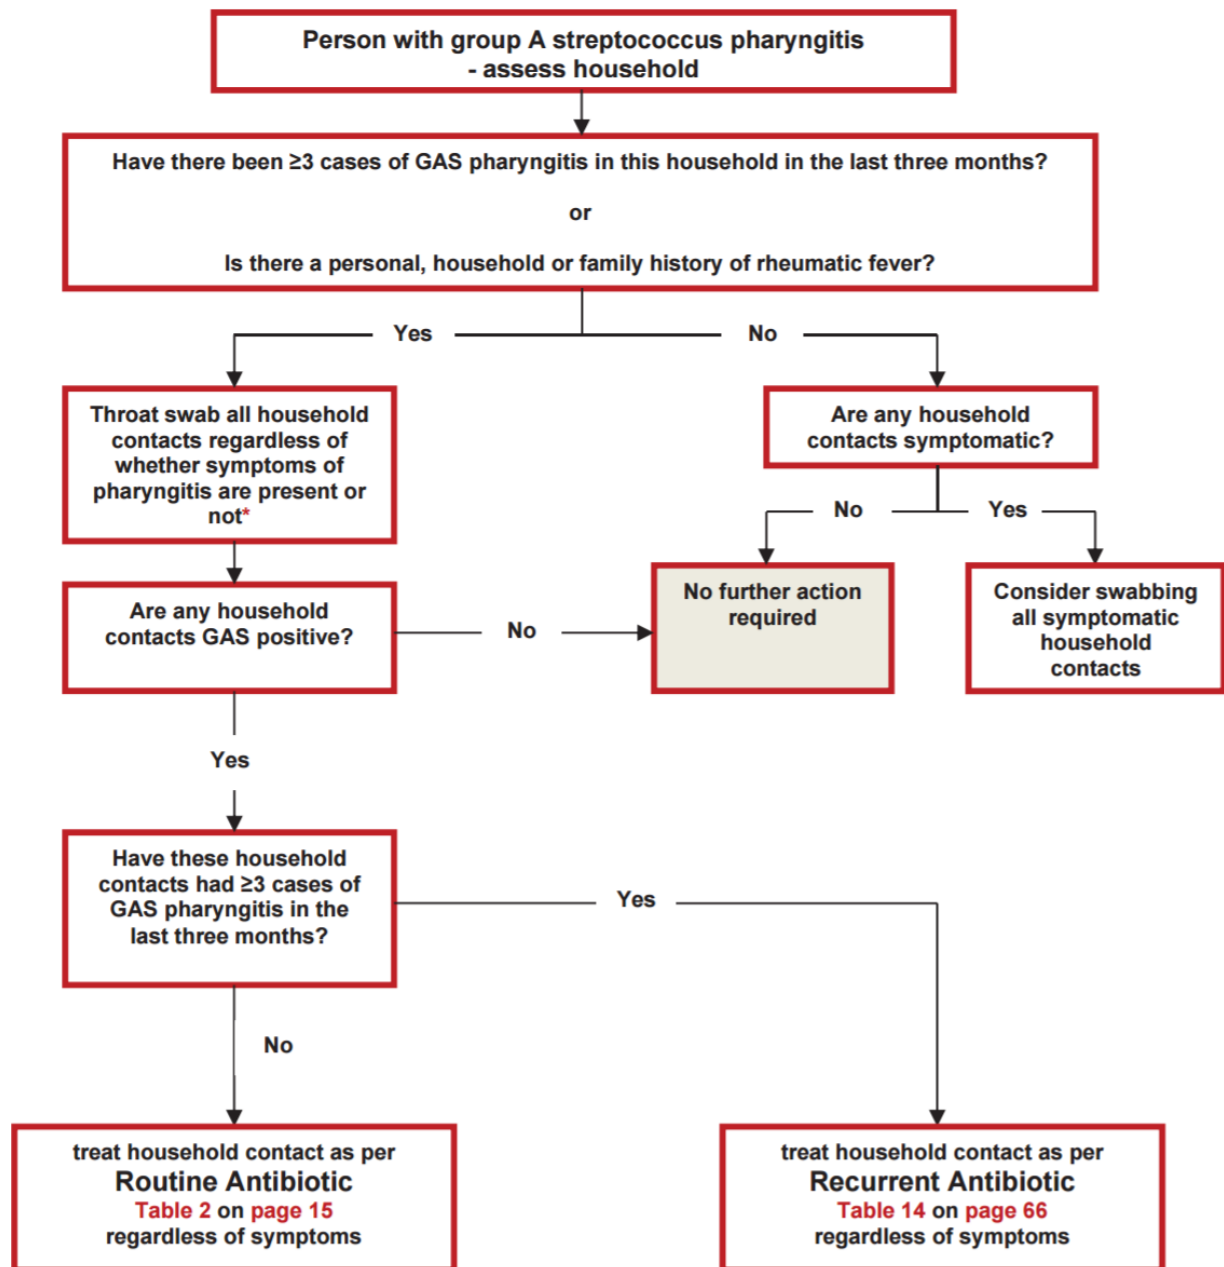 Person with group A streptococcus pharyngitis
- assess household
Have there been ≥3 cases of GAS pharyngitis in this household in the last three months?
or
Is there a personal, household or family history of rheumatic fever?
Yes
No
Throat swab all household
contacts regardless of
whether symptoms of
pharyngitis are present or
not*
Are any household
contacts symptomatic?
No
Yes
Are any household
contacts GAS positive?
No
No further action
required
Consider swabbing
all symptomatic
household
contacts
Yes
Have these household
contacts had ≥3 cases of
GAS pharyngitis in the
last three months?
Yes
No
treat household contact as per
Routine Antibiotic
Table 2 on page 15
regardless of symptoms
treat household contact as per
Recurrent Antibiotic
Table 14 on page 66
regardless of symptoms